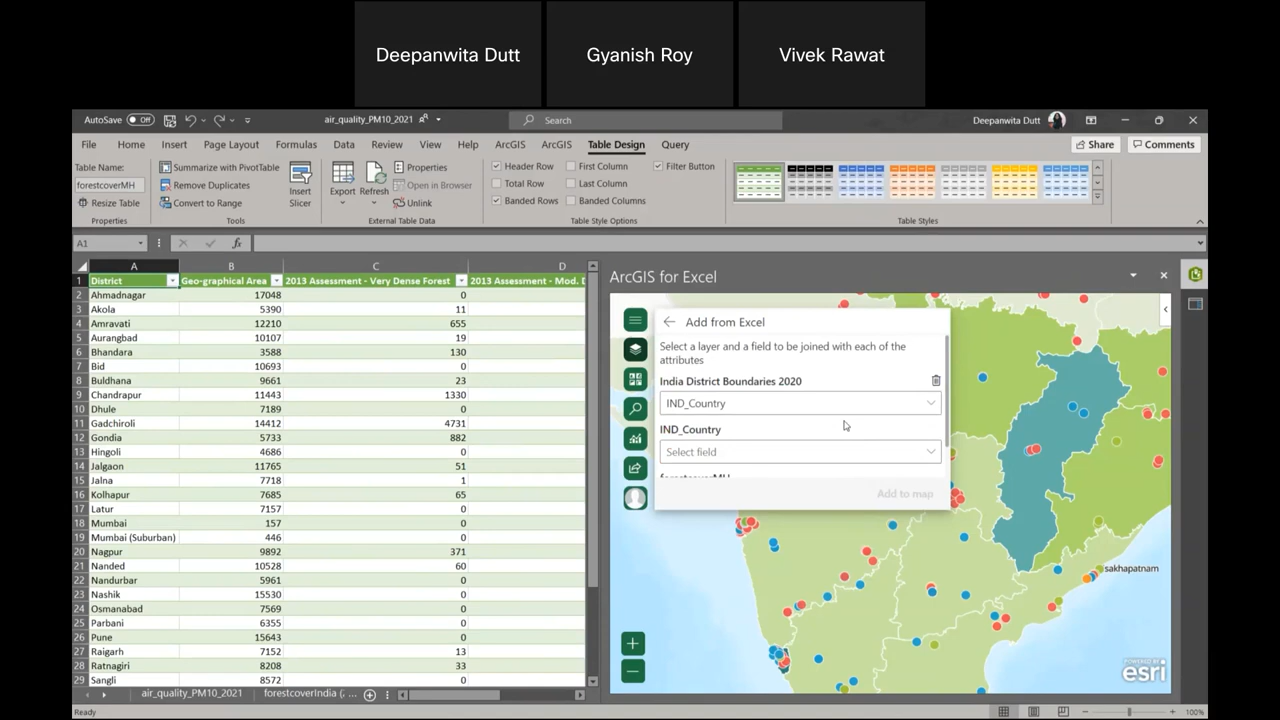 Deepanwita Dutt
Gyanish Roy
Vivek Rawat
AutoSave Off
air_quality_PM10_2021
Search
Deepanwita Dutt
File Home Insert Page Layout Formulas Data Review View Help ArcGIS ArcGIS Table Design Query
Share Comments
Table Name:
forestcoverMH
Resize Table
Properties
Summarize with PivotTable
Remove Duplicates
Convert to Range
Insert
Slicer
Tools
Export
Refresh
Properties
Open in Browser
Unlink
External Table Data
Header Row First Column Filter Button
Total Row Last Column
Banded Rows Banded Columns
Table Style Options
Table Styles
A1
fx
A B C D
1 District Geo-graphical Area 2013 Assessment - Very Dense Forest 2013 Assessment - Mod. D
2 Ahmadnagar 17048 0
3 Akola 5390 11
4 Amravati 12210 655
5 Aurangbad 10107 19
6 Bhandara 3588 130
7 Bid 10693 0
8 Buldhana 9661 23
9 Chandrapur 11443 1330
10 Dhule 7189 0
11 Gadchiroli 14412 4731
12 Gondia 5733 882
13 Hingoli 4686 0
14 Jalgaon 11765 51
15 Jalna 7718 1
16 Kolhapur 7685 65
17 Latur 7157 0
18 Mumbai 157 0
19 Mumbai (Suburban) 446 0
20 Nagpur 9892 371
21 Nanded 10528 60
22 Nandurbar 5961 0
23 Nashik 15530 0
24 Osmanabad 7569 0
25 Parbani 6355 0
26 Pune 15643 0
27 Raigarh 7152 13
28 Ratnagiri 8208 33
29 Sangli 8572 0
air_quality_PM10_2021 forestcoverIndia (. ...
Ready
100%
ArcGIS for Excel
Add from Excel
Select a layer and a field to be joined with each of the
attributes
India District Boundaries 2020
IND_Country
IND_Country
Select field
forestcoverMH
Add to map
sakhapatnam
POWERED BY
esri